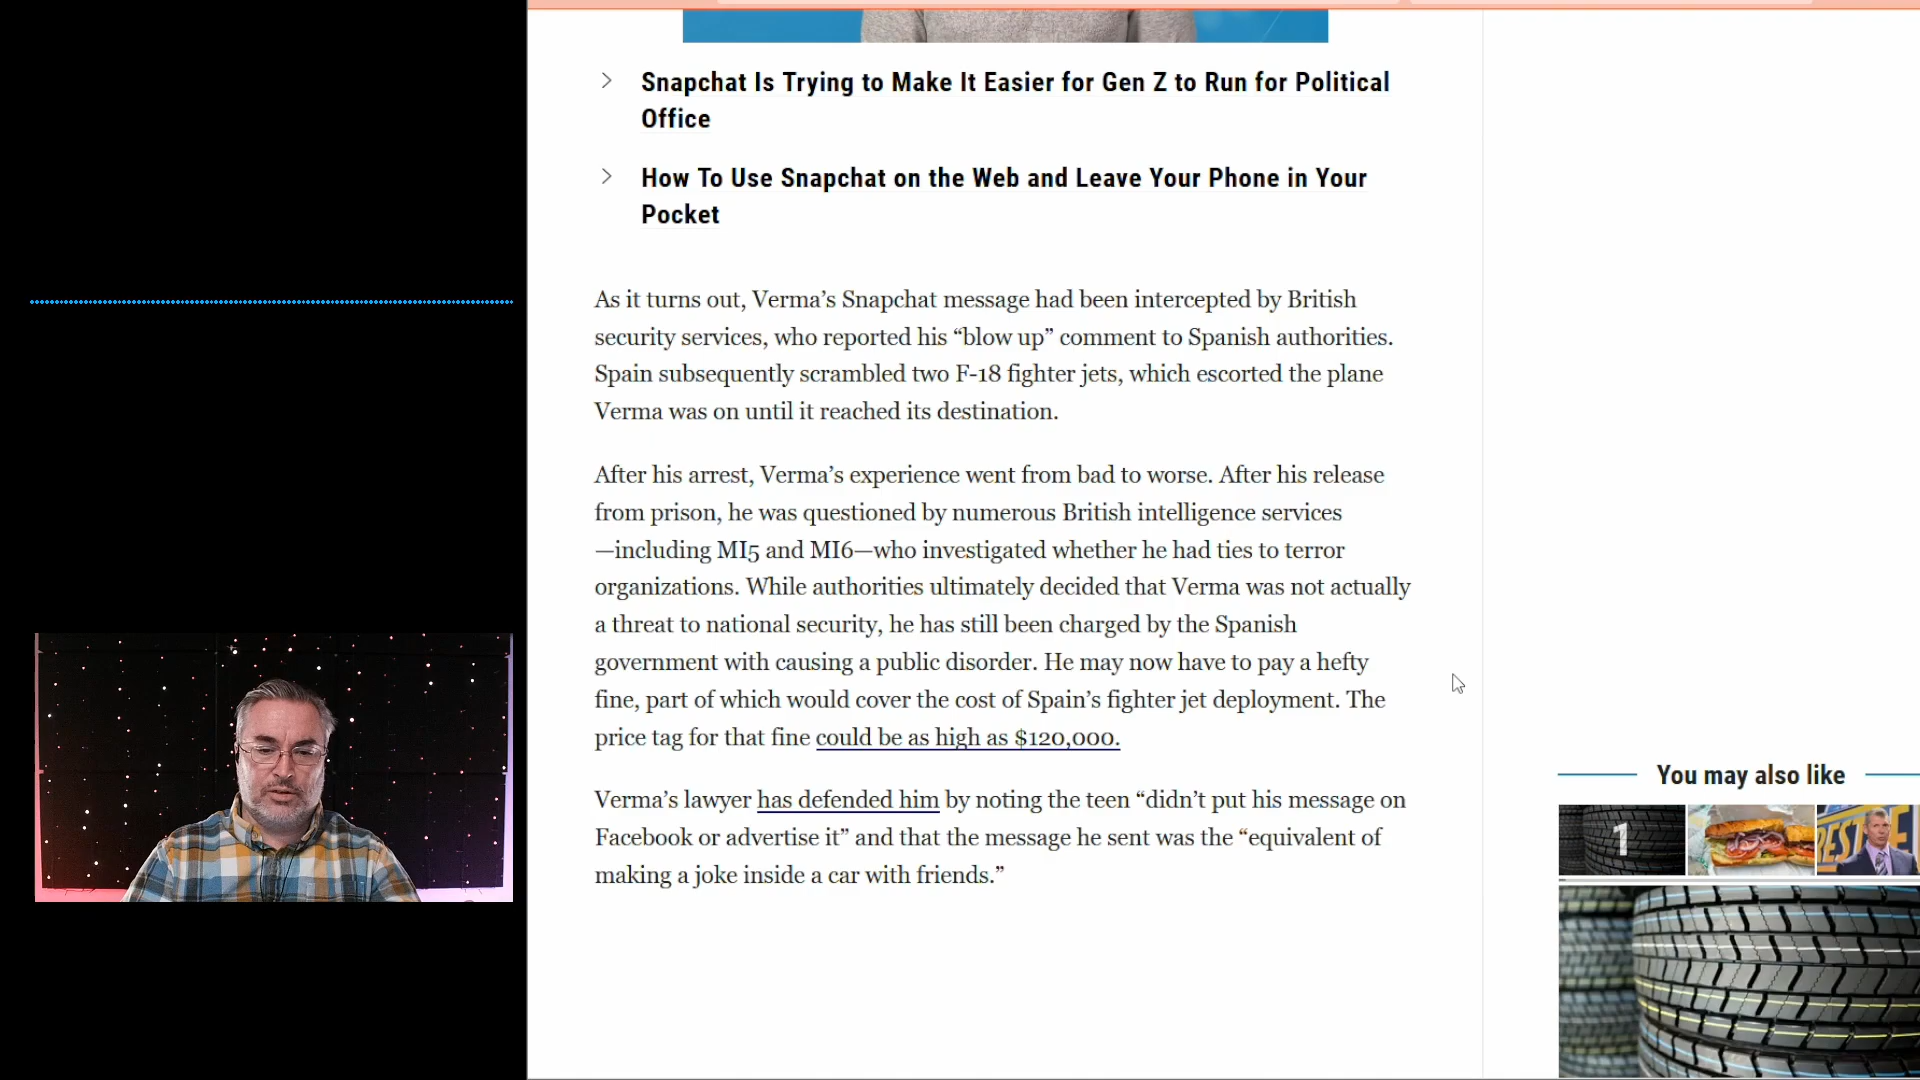 Snapchat Is Trying to Make It Easier for Gen Z to Run for Political
Office
How To Use Snapchat on the Web and Leave Your Phone in Your
Pocket
As it turns out, Verma’s Snapchat message had been intercepted by British
security services, who reported his “blow up” comment to Spanish authorities.
Spain subsequently scrambled two F-18 fighter jets, which escorted the plane
Verma was on until it reached its destination.
After his arrest, Verma’s experience went from bad to worse. After his release
from prison, he was questioned by numerous British intelligence services
—including MI5 and MI6—who investigated whether he had ties to terror
organizations. While authorities ultimately decided that Verma was not actually
a threat to national security, he has still been charged by the Spanish
government with causing a public disorder. He may now have to pay a hefty
fine, part of which would cover the cost of Spain’s fighter jet deployment. The
price tag for that fine could be as high as $120,000.
Verma’s lawyer has defended him by noting the teen “didn’t put his message on
Facebook or advertise it” and that the message he sent was the “equivalent of
making a joke inside a car with friends.”
You may also like
1